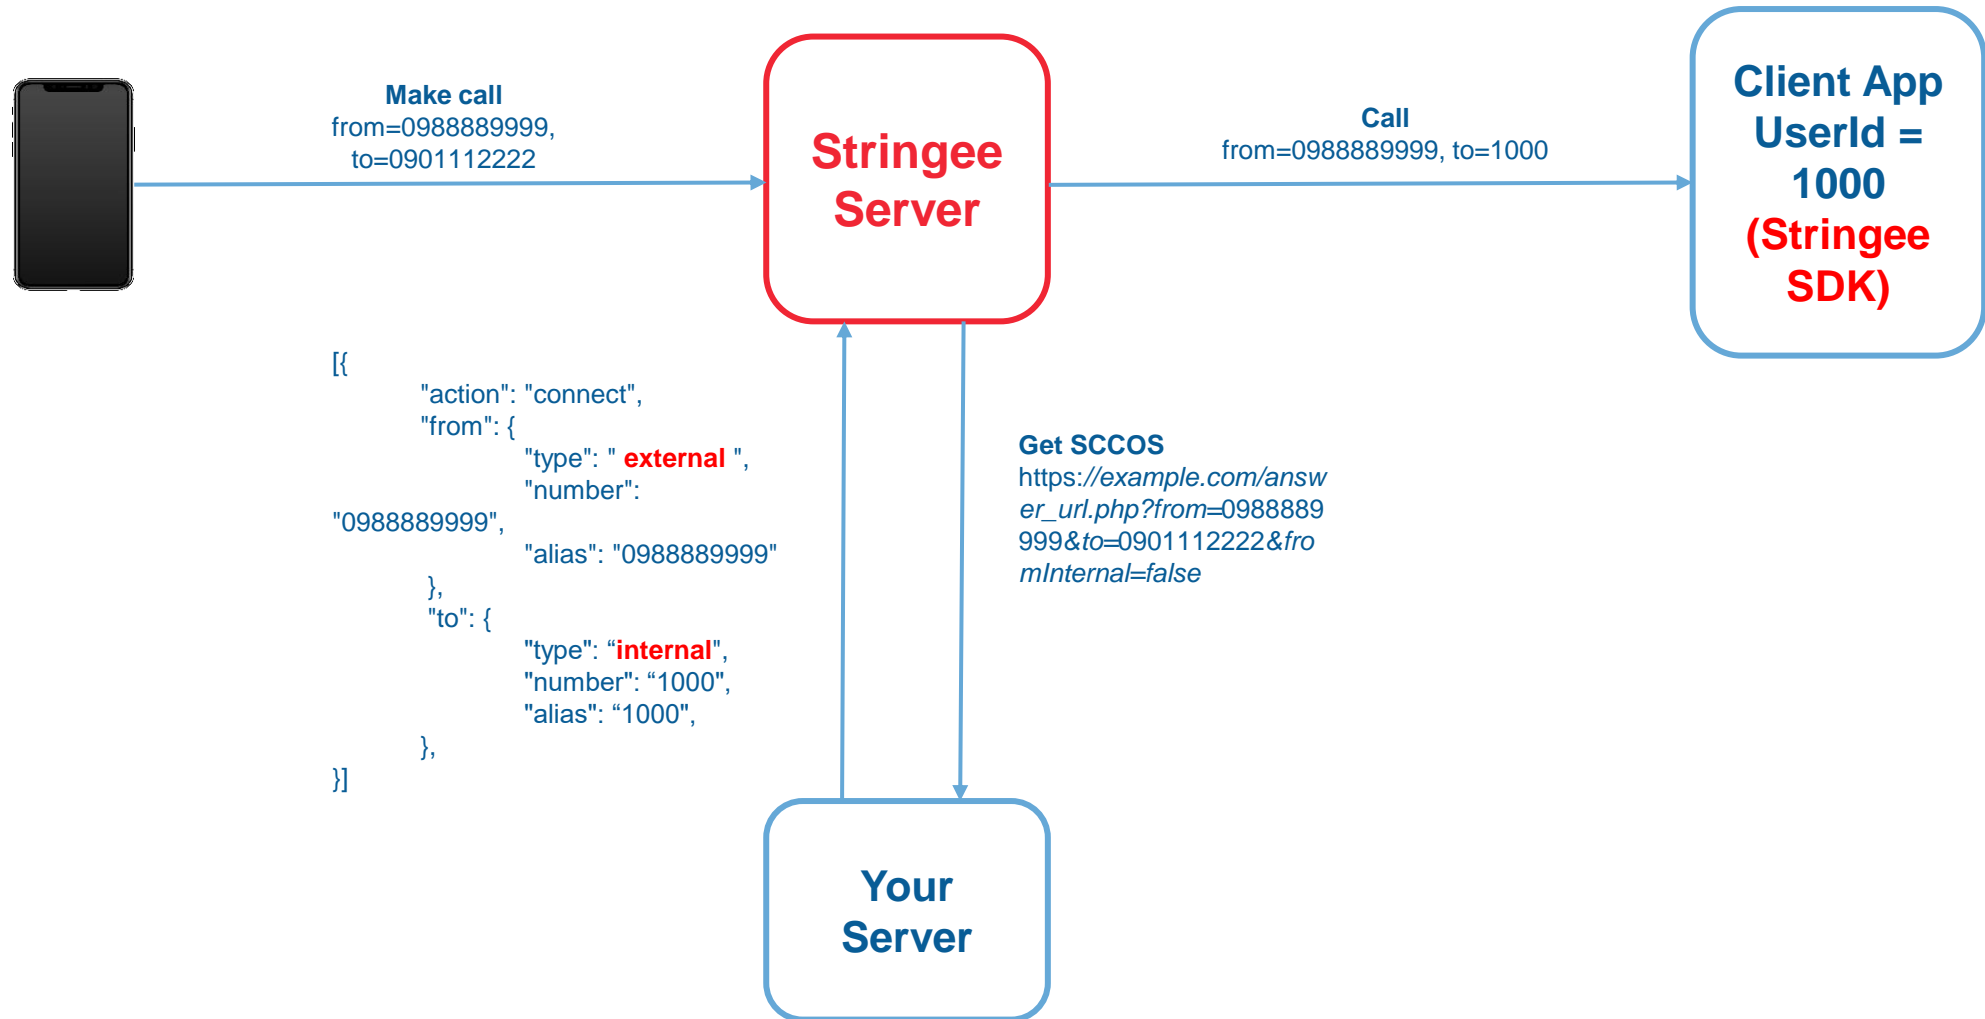 Make call
from=0988889999,
to=0901112222
Stringee
Server
Call
from=0988889999, to=1000
Client App
UserId =
1000
(Stringee
SDK)
[{
"action": "connect",
"from": {
"type": " external ",
"number":
"0988889999",
"alias": "0988889999"
},
"to": {
"type": “internal",
"number": “1000",
"alias": “1000",
},
}]
Get SCCOS
https://example.com/answ
er_url.php?from=0988889
999&to=0901112222&fro
mInternal=false
Your
Server